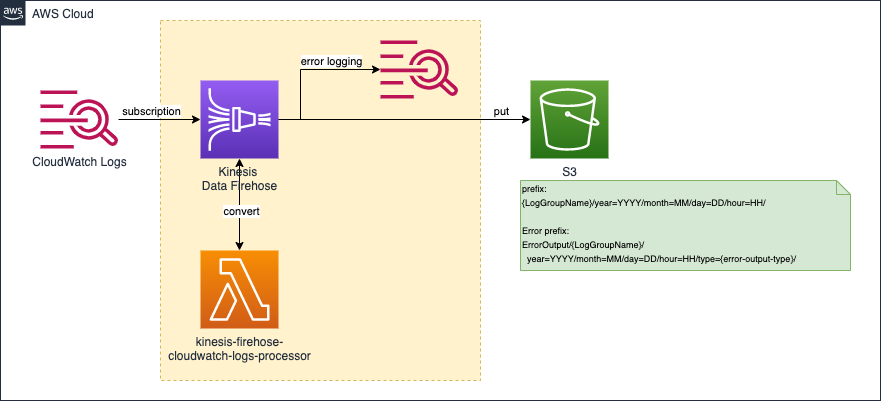 aws
AWS Cloud
error logging
subscription
put
CloudWatch Logs
Kinesis
Data Firehose
S3
convert
prefix:
{LogGroupName}/year=YYYY/month=MM/day=DD/hour=HH/
Error prefix:
ErrorOutput/{LogGroupName}/
year=YYYY/month=MM/day=DD/hour=HH/type={error-output-type}/
kinesis-firehose-
cloudwatch-logs-processor